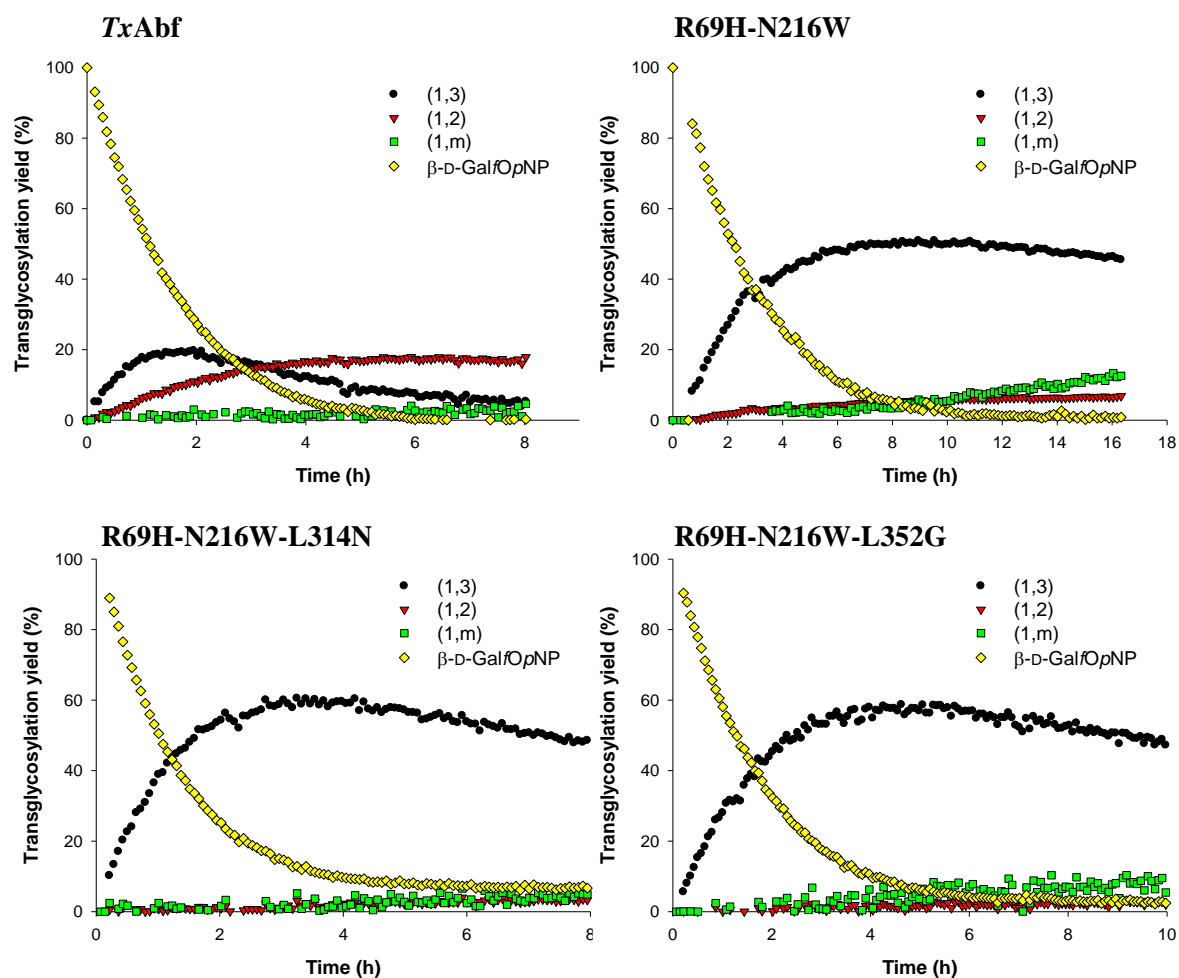 TxAbf
Transglycosylation yield (%)
100
80
60
40
20
0
0
2
4
6
8
Time (h)
(1,3)
(1,2)
(1,m)
β-D-GalfOpNP
R69H-N216W
Transglycosylation yield (%)
100
80
60
40
20
0
0
2
4
6
8
10
12
14
16
18
Time (h)
(1,3)
(1,2)
(1,m)
β-D-GalfOpNP
R69H-N216W-L314N
Transglycosylation yield (%)
100
80
60
40
20
0
0
2
4
6
8
Time (h)
(1,3)
(1,2)
(1,m)
β-D-GalfOpNP
R69H-N216W-L352G
Transglycosylation yield (%)
100
80
60
40
20
0
0
2
4
6
8
10
Time (h)
(1,3)
(1,2)
(1,m)
β-D-GalfOpNP